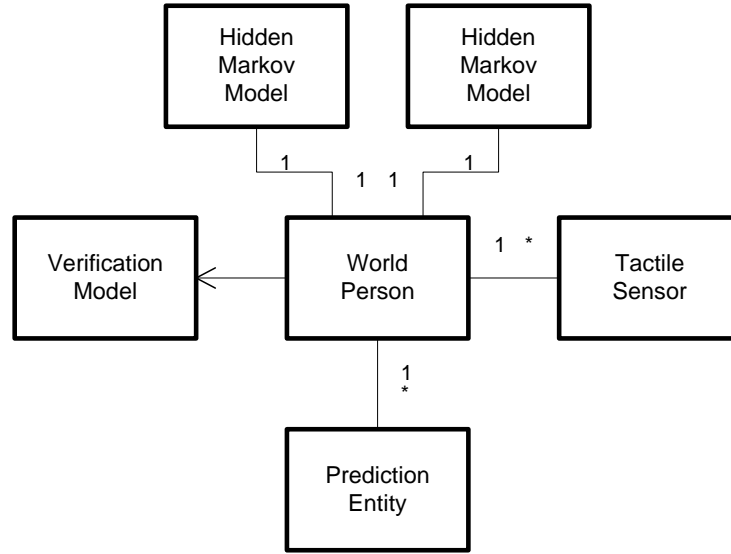 Hidden
Markov
Model
Hidden
Markov
Model
1
1 1
1
Verification
Model
World
Person
1 *
Tactile
Sensor
1
*
Prediction
Entity